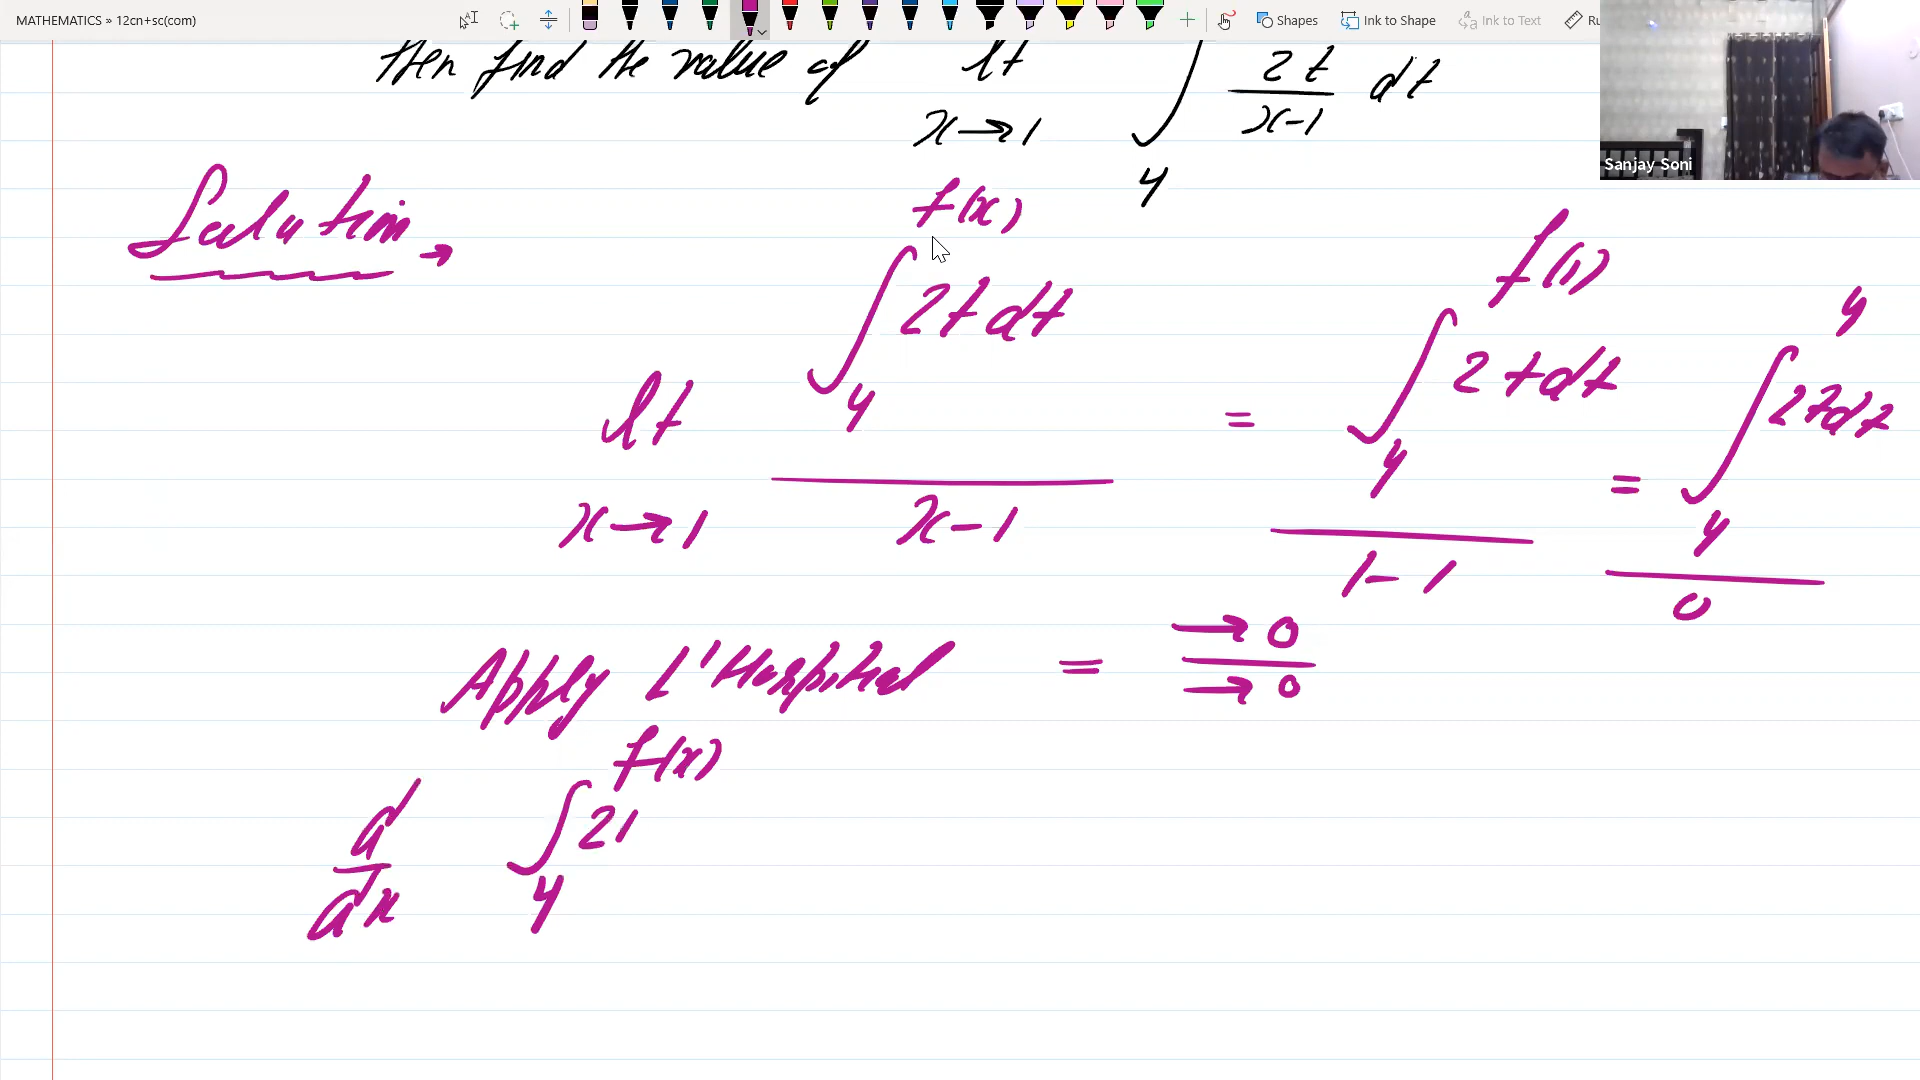 MATHEMATICS » 12cn+sc(com)
Shapes
Ink to Shape
Ink to Text
Ru
Sanjay Soni
then find the value of lt x→1 ∫ 4 2t/(x-1) dt
Solution →
lt x→1 ∫ 4 f(x) 2t dt / x-1 = ∫ 4 f(1) 2t dt / 1-1 = ∫ 4 4 2t dt / 0
Apply L'Hospital = →0 / →0
d/dx ∫ 4 f(x) 21